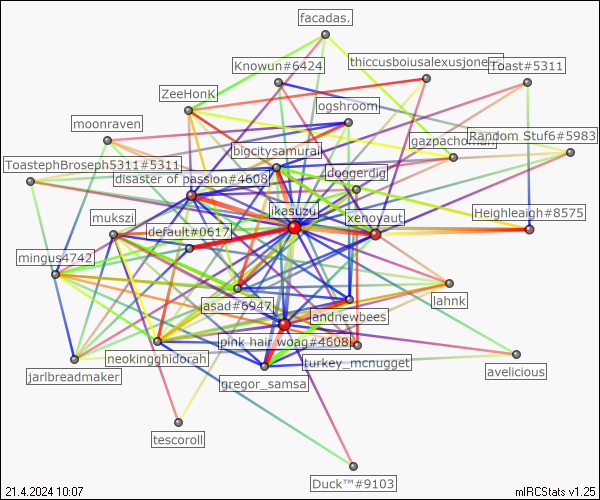 facadas.
Knowun#6424
thiccusboiusalexusjone
Toast#5311
ZeeHonK
ogshroom
moonraven
bigcitysamurai
gazpachoman
Random Stuf6#5983
ToastephBroseph5311#5311
disaster of passion#4608
doggerdig
mukszi
ikasuzu
xenoyaut
Heighleaigh#8575
default#0617
mingus4742
asad#6947
andnewbees
lahnk
neokingghidorah
pink hair woag#4608
turkey_mcnugget
jarlbreadmaker
gregor_samsa
avelicious
tescoroll
Duck™#9103
21.4.2024 10:07
mIRCStats v1.25